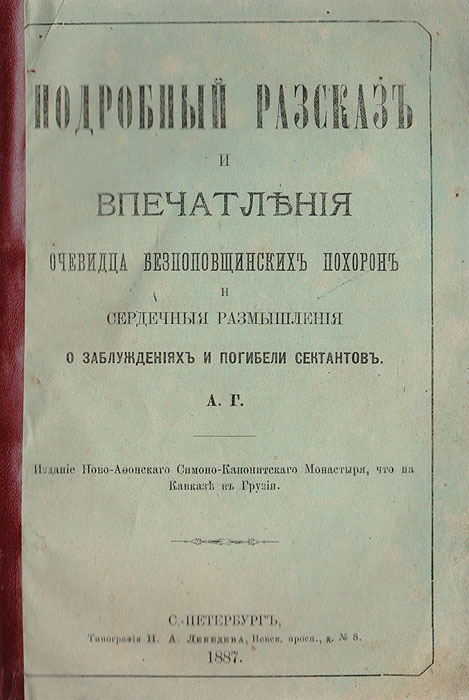 ПОДРОБНЫЙ РАЗСКАЗЪ
И
ВПЕЧАТЛѢНІЯ
ОЧЕВИДЦА БЕЗПОПОВЩИНСКИХЪ ПОХОРОНЪ
И
СЕРДЕЧНЫЯ РАЗМЫШЛЕНІЯ
О ЗАБЛУЖДЕНІЯХЪ И ПОГИБЕЛИ СЕКТАНТОВЪ.
А. Г.
Изданіе Ново-Аѳонскаго Симоно-Кананитскаго Монастыря, что на
Кавказѣ въ Грузіи.
С.-ПЕТЕРБУРГЪ,
Типографія П. А. Лебедева, Невск. просп., д. № 8.
1887.